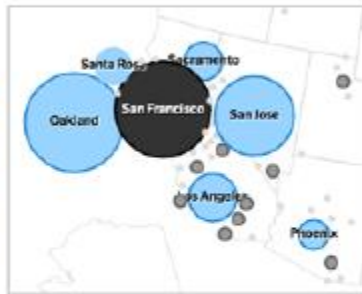 Sacramento
Santa Rosa
San Francisco
Oakland
San Jose
Los Angeles
Phoenix